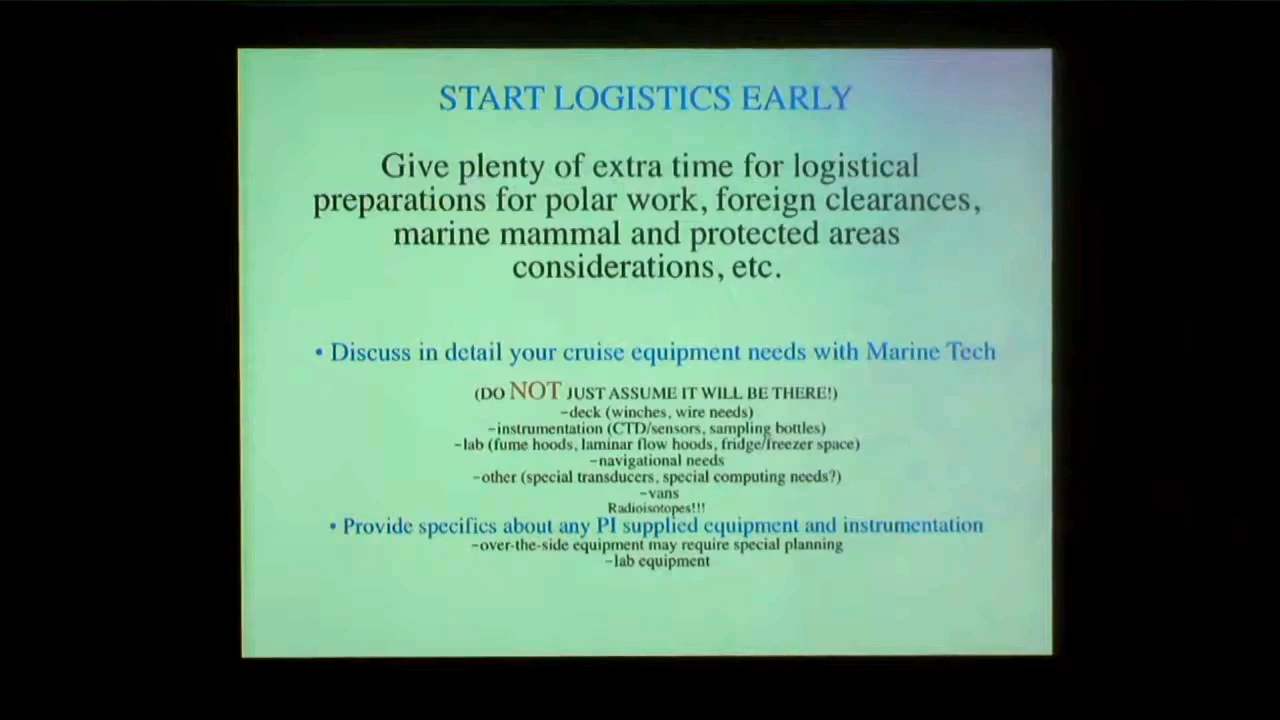 START LOGISTICS EARLY
Give plenty of extra time for logistical
preparations for polar work, foreign clearances,
marine mammal and protected areas
considerations, etc.
• Discuss in detail your cruise equipment needs with Marine Tech
(DO NOT JUST ASSUME IT WILL BE THERE!)
–deck (winches, wire needs)
–instrumentation (CTD/sensors, sampling bottles)
–lab (fume hoods, laminar flow hoods, fridge/freezer space)
–navigational needs
–other (special transducers, special computing needs?)
–vans
Radioisotopes!!!
• Provide specifics about any PI supplied equipment and instrumentation
–over-the-side equipment may require special planning
–lab equipment